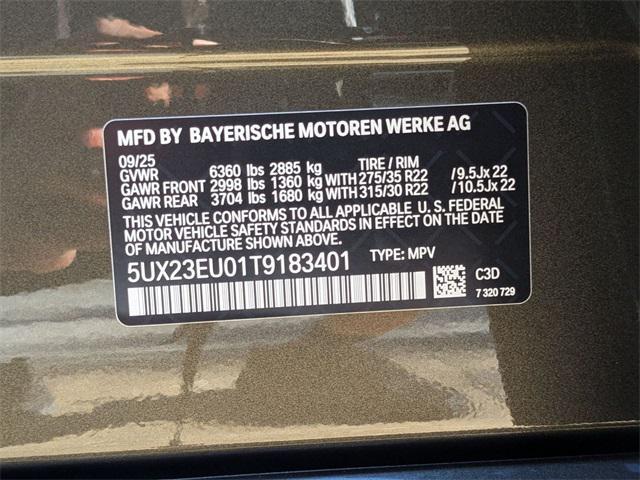 MFD BY BAYERISCHE MOTOREN WERKE AG
09/25
GVWR 6360 lbs 2885 kg TIRE / RIM
GAWR FRONT 2998 lbs 1360 kg WITH 275/35 R22 /9.5Jx 22
GAWR REAR 3704 lbs 1680 kg WITH 315/30 R22 /10.5Jx 22
THIS VEHICLE CONFORMS TO ALL APPLICABLE U. S. FEDERAL
MOTOR VEHICLE SAFETY STANDARDS IN EFFECT ON THE DATE
OF MANUFACTURE SHOWN ABOVE.
5UX23EU01T9183401 TYPE: MPV
C3D
7 320 729